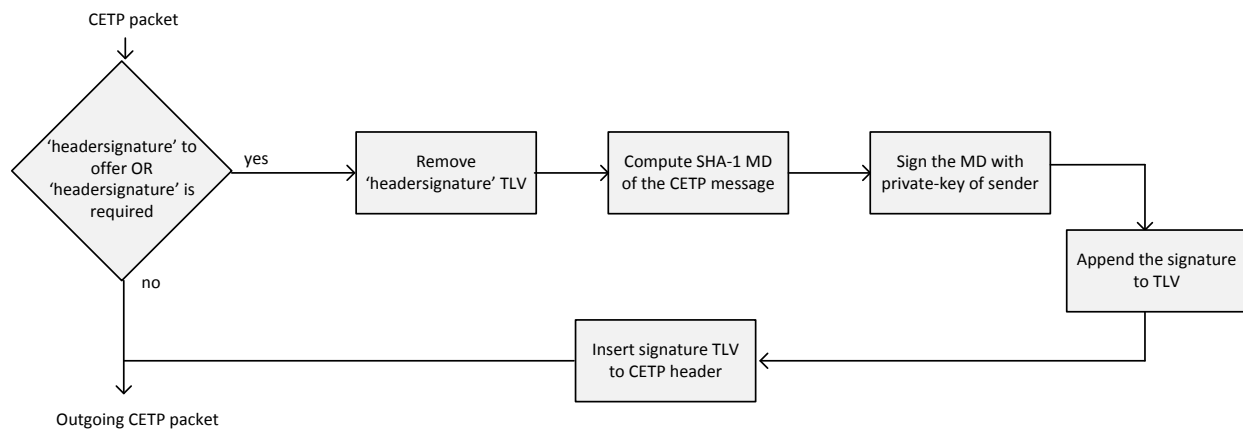 CETP packet
‘headersignature’ to
offer OR
‘headersignature’ is
required
yes
no
Remove
‘headersignature’ TLV
Compute SHA-1 MD
of the CETP message
Sign the MD with
private-key of sender
Append the signature
to TLV
Insert signature TLV
to CETP header
Outgoing CETP packet